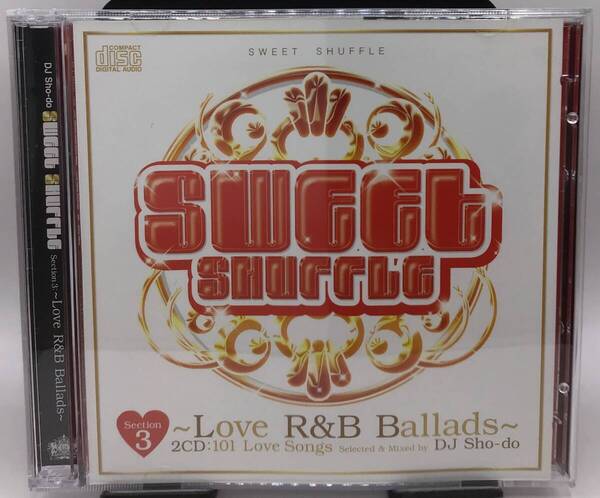 COMPACT
disc
DIGITAL AUDIO
SWEET SHUFFLE
SWEET
SHUFFLE
Section
3
~Love R&B Ballads~
2CD:101 Love Songs Selected & Mixed by DJ Sho-do
DJ Sho-do SWEET SHUFFLE Section 3:~Love R&B Ballads~